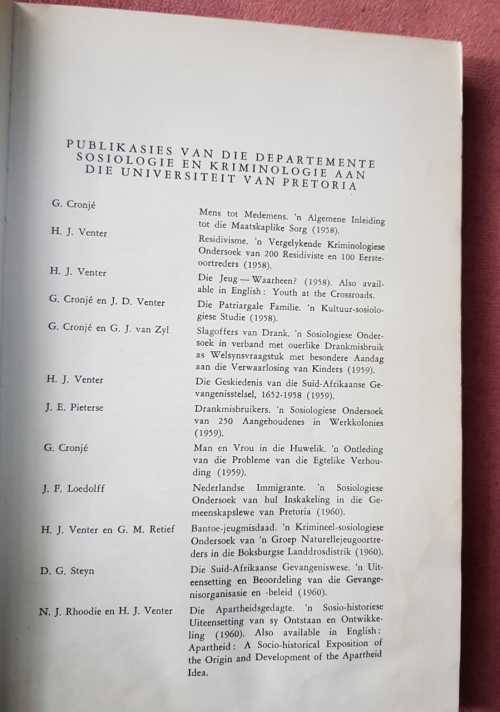 PUBLIKASIES VAN DIE DEPARTEMENTE
SOSIOLOGIE EN KRIMINOLOGIE AAN
DIE UNIVERSITEIT VAN PRETORIA
G. Cronjé
Mens tot Medemens. 'n Algemene Inleiding
tot die Maatskaplike Sorg (1958).
H. J. Venter
Residivisme. 'n Vergelykende Kriminologiese
Ondersoek van 200 Residiviste en 100 Eerste-
oortreders (1958).
H. J. Venter
Die Jeug — Waarheen? (1958). Also avail-
able in English: Youth at the Crossroads.
G. Cronjé en J. D. Venter
Die Patriargale Familie. 'n Kultuur-sosiolo-
giese Studie (1958).
G. Cronjé en G. J. van Zyl
Slagoffers van Drank. 'n Sosiologiese Onder-
soek in verband met ouerlike Drankmisbruik
as Welsynsvraagstuk met besondere Aandag
aan die Verwaarlosing van Kinders (1959).
H. J. Venter
Die Geskiedenis van die Suid-Afrikaanse Ge-
vangenisstelsel, 1652-1958 (1959).
J. E. Pieterse
Drankmisbruikers. 'n Sosiologiese Ondersoek
van 250 Aangehoudenes in Werkkolonies
(1959).
G. Cronjé
Man en Vrou in die Huwelik. 'n Ontleding
van die Probleme van die Egtelike Verhou-
ding (1959).
J. F. Loedolff
Nederlandse Immigrante. 'n Sosiologiese
Ondersoek van hul Inskakeling in die Ge-
meenskapslewe van Pretoria (1960).
H. J. Venter en G. M. Retief
Bantoe-jeugmisdaad. 'n Krimineel-sosiologiese
Ondersoek van 'n Groep Naturellejeugoortre-
ders in die Boksburgse Landdrosdistrik (1960).
D. G. Steyn
Die Suid-Afrikaanse Gevangeniswese. 'n Uit-
eensetting en Beoordeling van die Gevange-
nisorganisasie en -beleid (1960).
N. J. Rhoodie en H. J. Venter
Die Apartheidsgedagte. 'n Sosio-historiese
Uiteensetting van sy Ontstaan en Ontwikke-
ling (1960). Also available in English:
Apartheid: A Socio-historical Exposition of
the Origin and Development of the Apartheid
Idea.